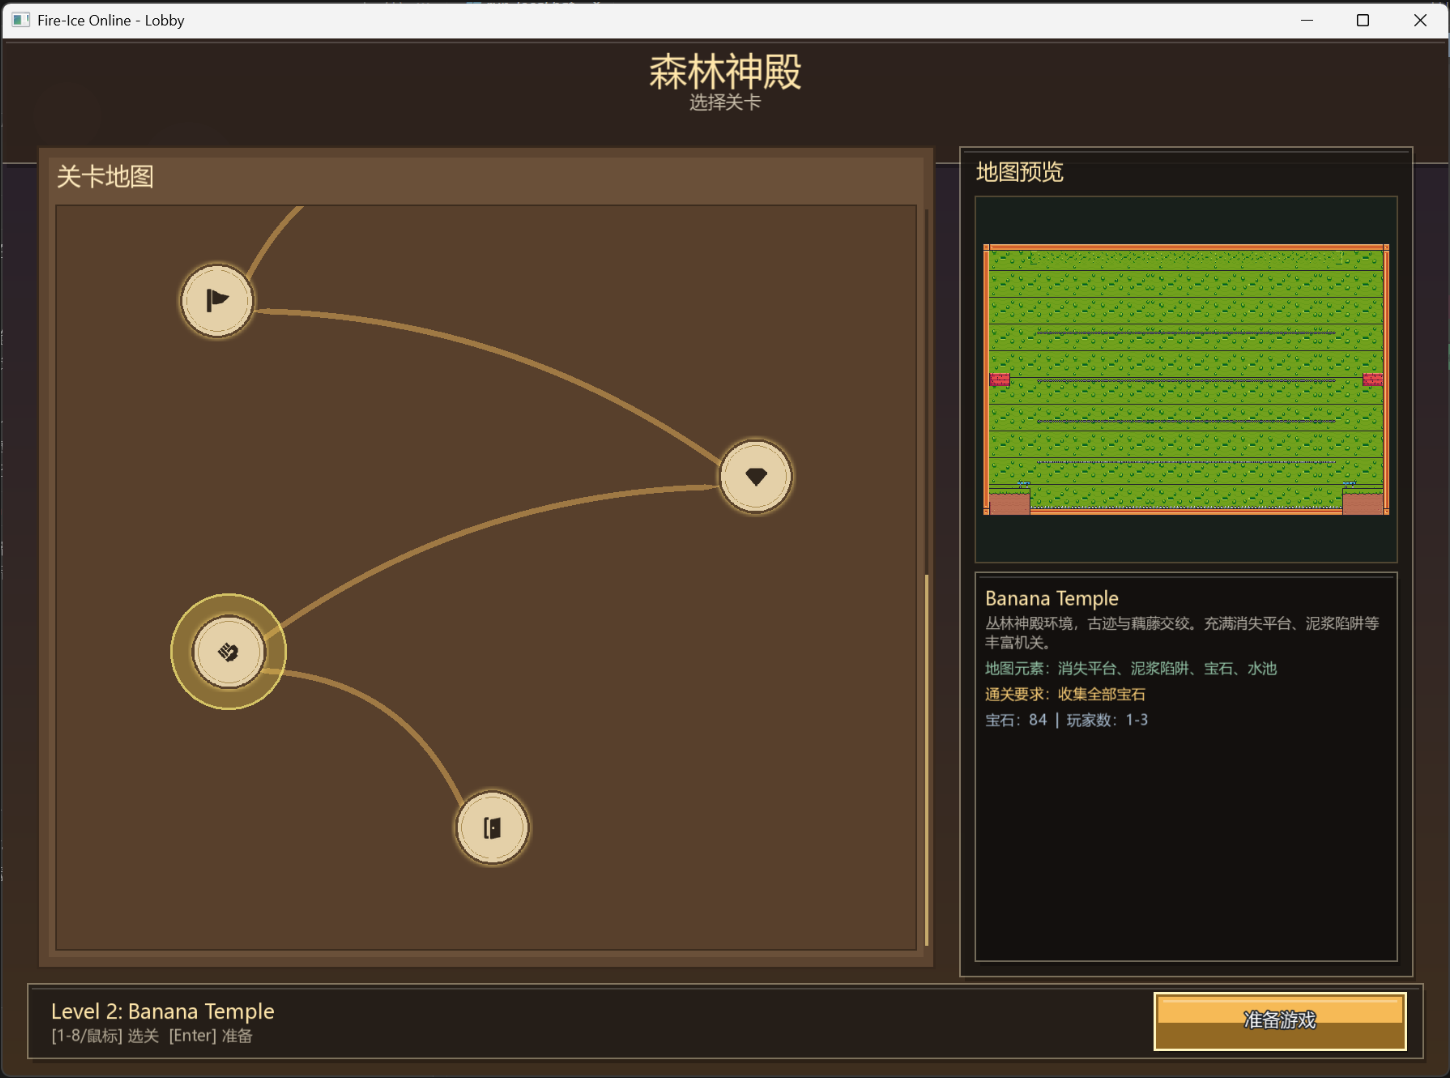 Fire-Ice Online - Lobby
森林神殿
选择关卡
关卡地图
地图预览
Banana Temple
丛林神殿环境，古迹与藕藤交绞。充满消失平台、泥浆陷阱等
丰富机关。
地图元素：消失平台、泥浆陷阱、宝石、水池
通关要求：收集全部宝石
宝石：84 | 玩家数：1-3
Level 2: Banana Temple
[1-8/鼠标] 选关 [Enter] 准备
准备游戏